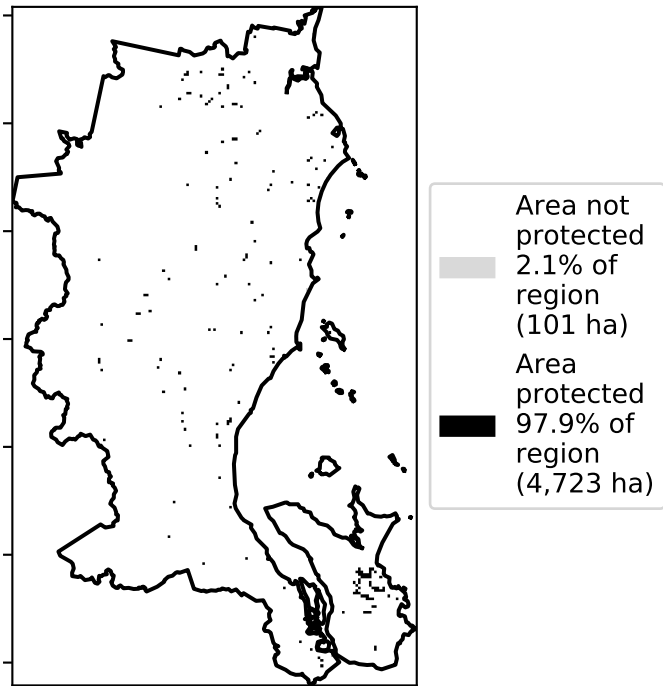 Area not
protected
2.1% of
region
(101 ha)
Area
protected
97.9% of
region
(4,723 ha)